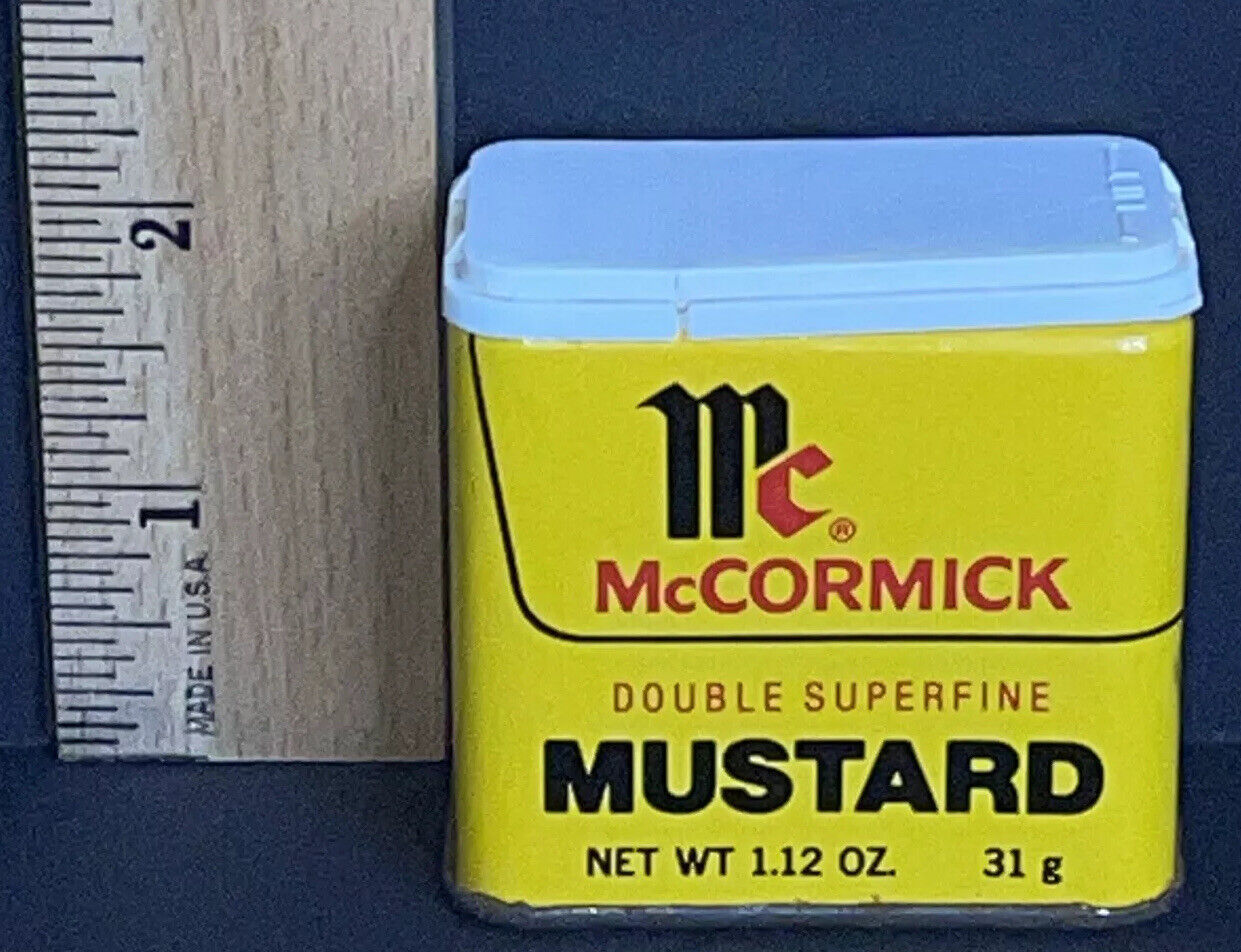 2
1
MADE IN U.S.A
Mc®
McCORMICK
DOUBLE SUPERFINE
MUSTARD
NET WT 1.12 OZ. 31 g